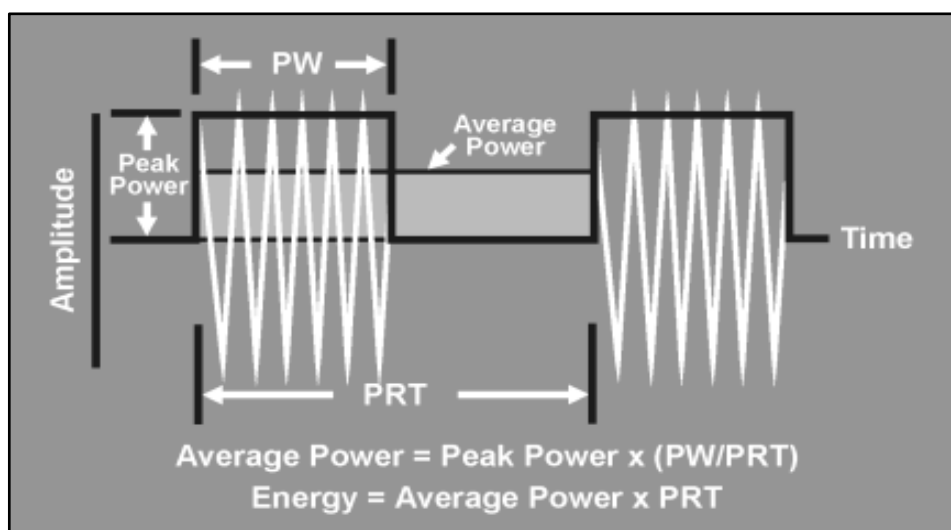 PW
Average
Power
Peak
Power
Amplitude
Time
PRT
Average Power = Peak Power x (PW/PRT)
Energy = Average Power x PRT